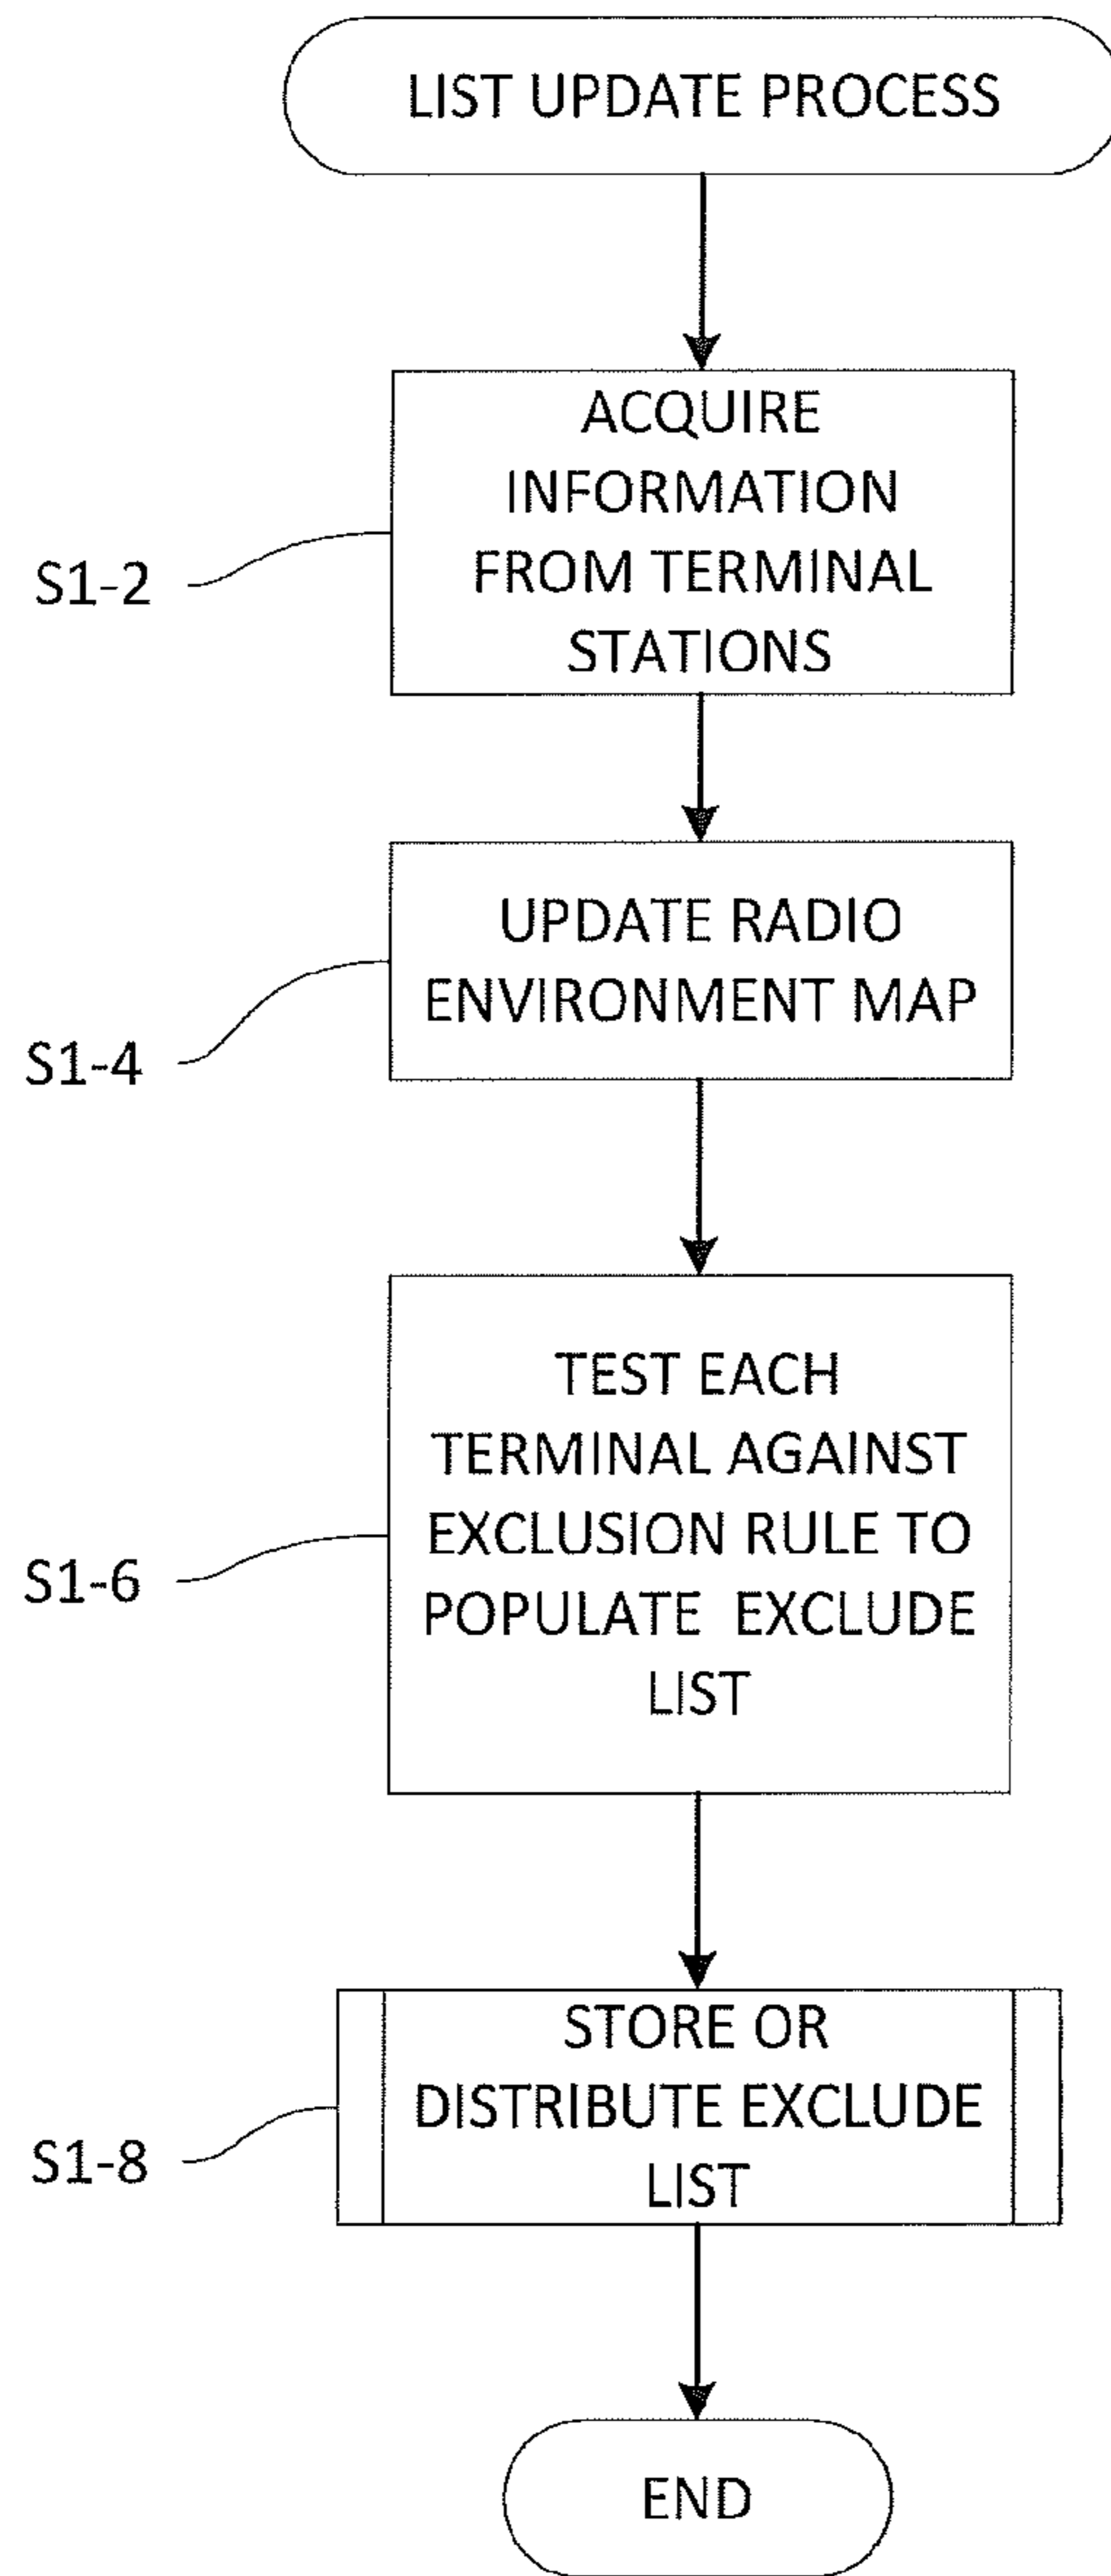 LIST UPDATE PROCESS
ACQUIRE
INFORMATION
FROM TERMINAL
STATIONS
S1-2
UPDATE RADIO
ENVIRONMENT MAP
S1-4
TEST EACH
TERMINAL AGAINST
EXCLUSION RULE TO
POPULATE EXCLUDE
LIST
S1-6
STORE OR
DISTRIBUTE EXCLUDE
LIST
S1-8
END